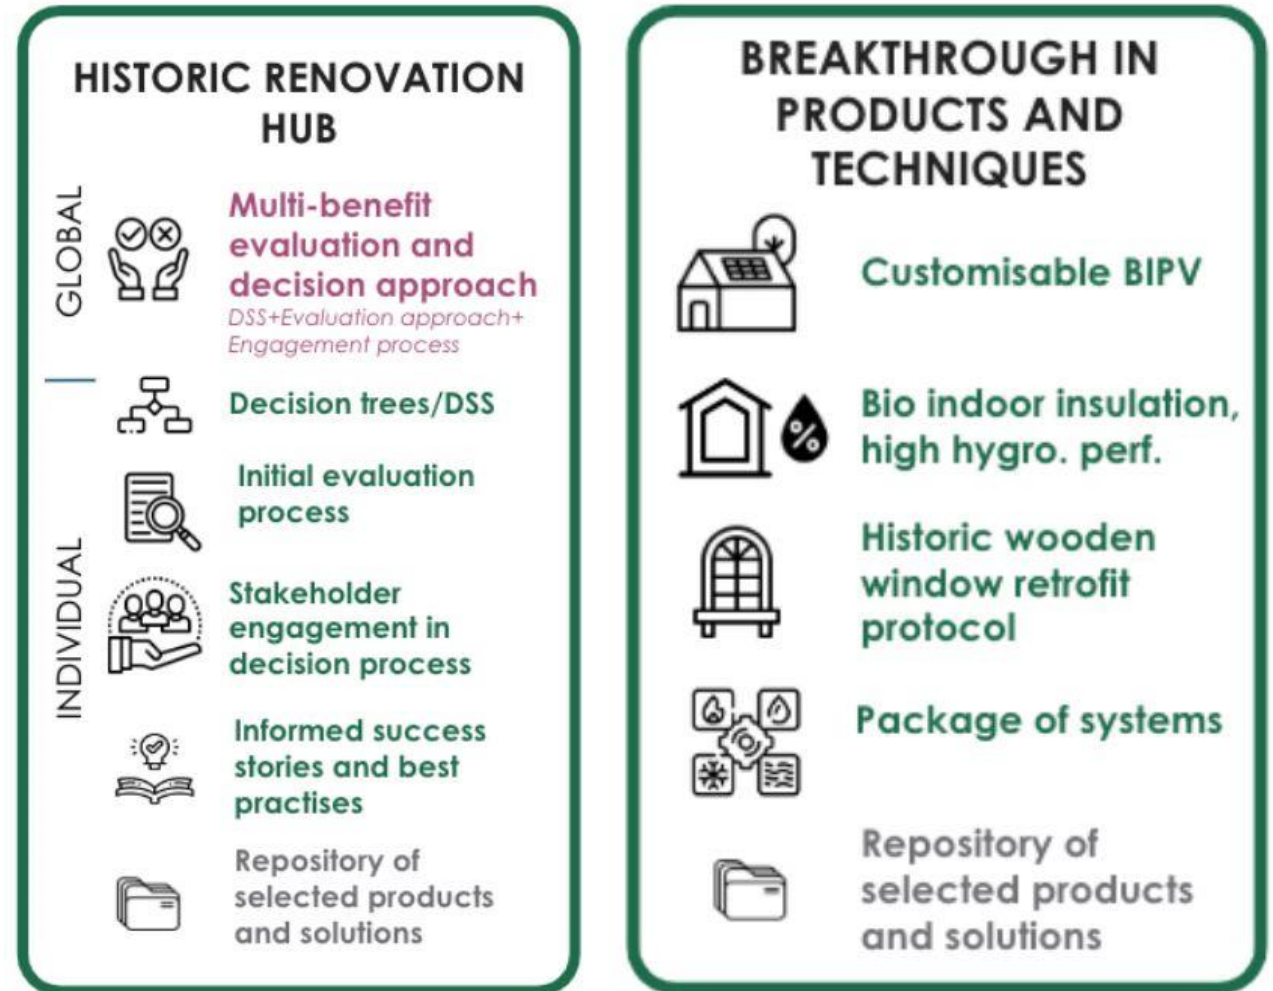 HISTORIC RENOVATION
HUB
GLOBAL
Multi-benefit
evaluation and
decision approach
DSS+Evaluation approach+
Engagement process
INDIVIDUAL
Decision trees/DSS
Initial evaluation
process
Stakeholder
engagement in
decision process
Informed success
stories and best
practises
Repository of
selected products
and solutions
BREAKTHROUGH IN
PRODUCTS AND
TECHNIQUES
Customisable BIPV
%
Bio indoor insulation,
high hygro. perf.
Historic wooden
window retrofit
protocol
Package of systems
Repository of
selected products
and solutions